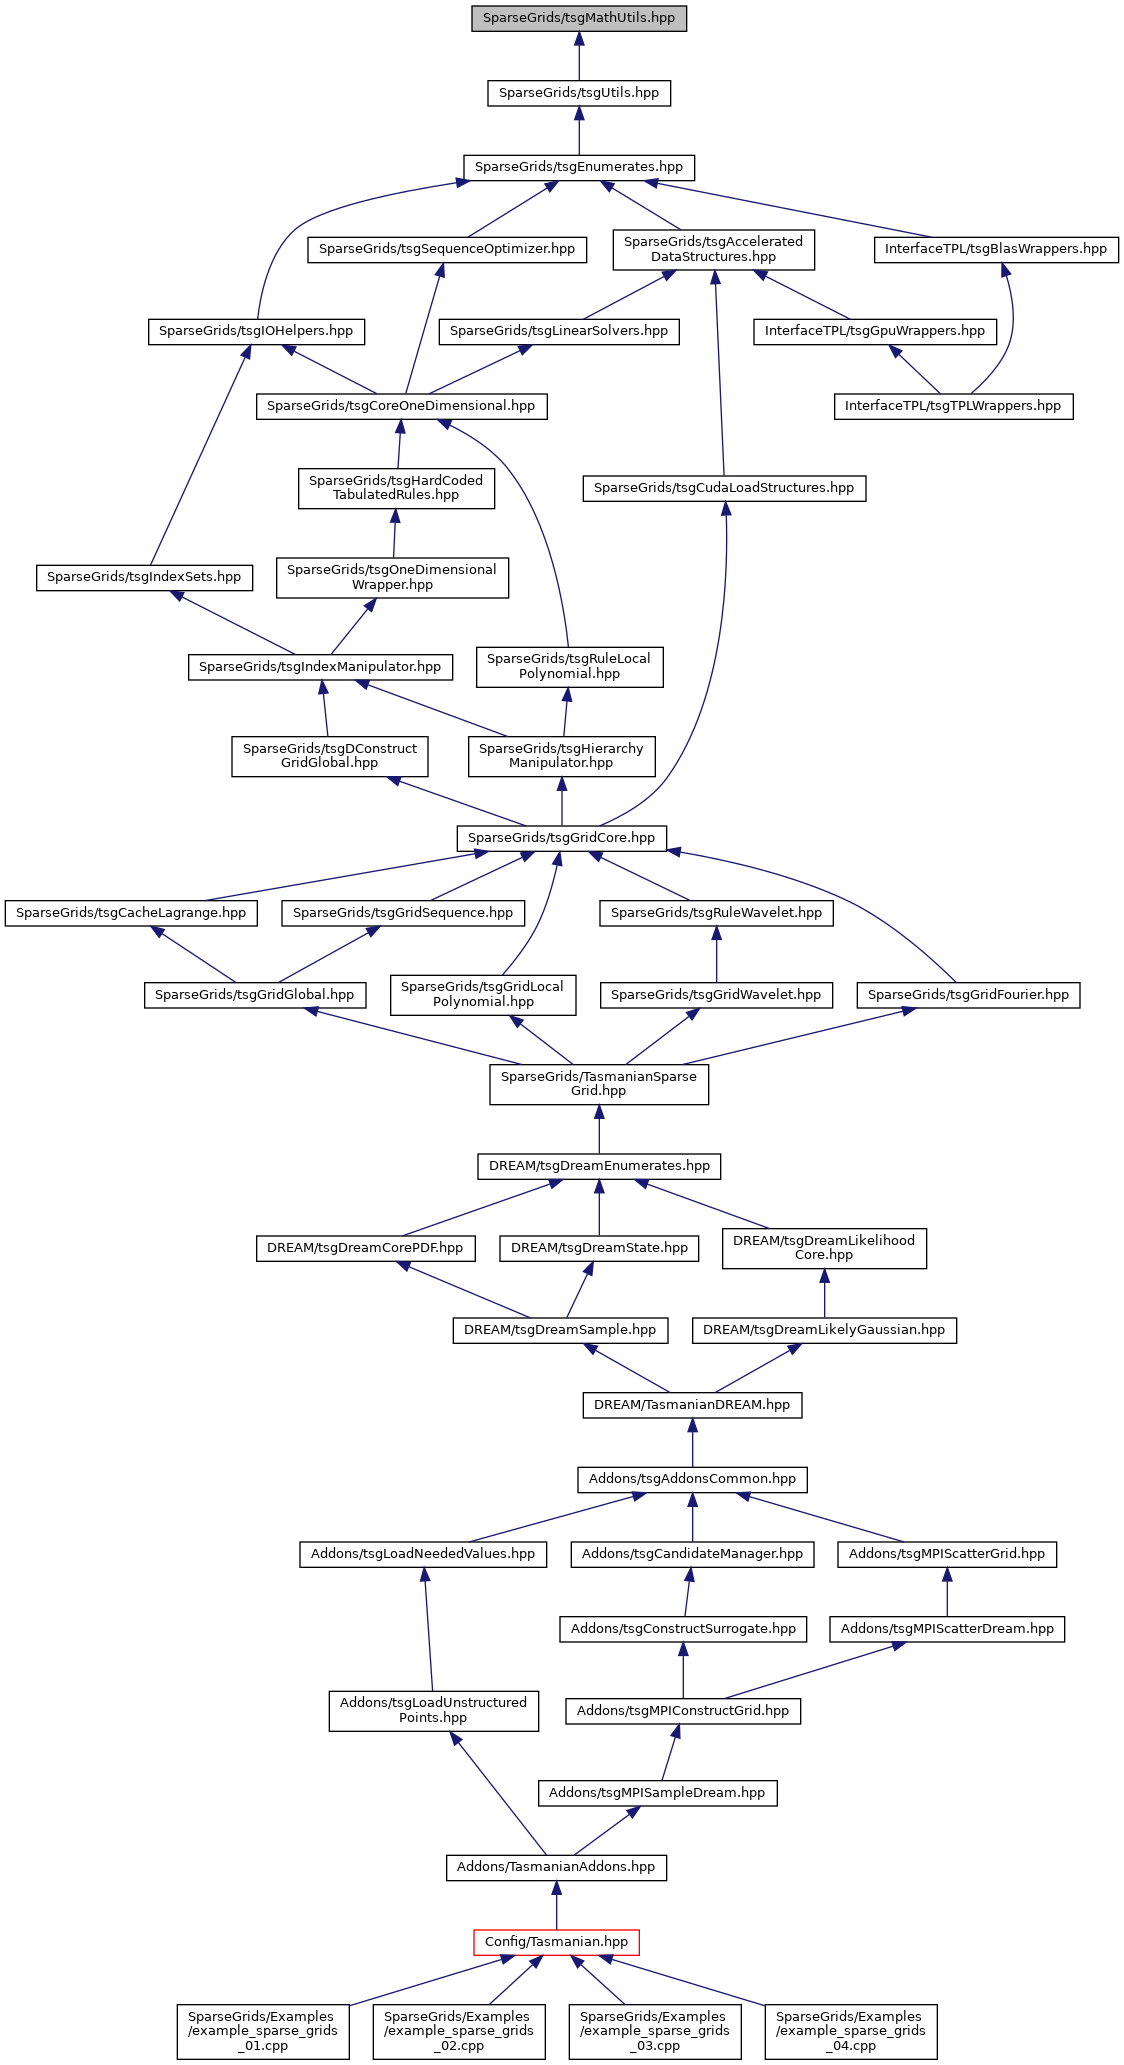 SparseGrids/tsgMathUtils.hpp
SparseGrids/tsgUtils.hpp
SparseGrids/tsgEnumerates.hpp
SparseGrids/tsgSequenceOptimizer.hpp
SparseGrids/tsgAccelerated
DataStructures.hpp
InterfaceTPL/tsgBlasWrappers.hpp
SparseGrids/tsgIOHelpers.hpp
SparseGrids/tsgLinearSolvers.hpp
InterfaceTPL/tsgGpuWrappers.hpp
SparseGrids/tsgCoreOneDimensional.hpp
InterfaceTPL/tsgTPLWrappers.hpp
SparseGrids/tsgHardCoded
TabulatedRules.hpp
SparseGrids/tsgCudaLoadStructures.hpp
SparseGrids/tsgIndexSets.hpp
SparseGrids/tsgOneDimensional
Wrapper.hpp
SparseGrids/tsgIndexManipulator.hpp
SparseGrids/tsgRuleLocal
Polynomial.hpp
SparseGrids/tsgDConstruct
GridGlobal.hpp
SparseGrids/tsgHierarchy
Manipulator.hpp
SparseGrids/tsgGridCore.hpp
SparseGrids/tsgCacheLagrange.hpp
SparseGrids/tsgGridSequence.hpp
SparseGrids/tsgRuleWavelet.hpp
SparseGrids/tsgGridGlobal.hpp
SparseGrids/tsgGridLocal
Polynomial.hpp
SparseGrids/tsgGridWavelet.hpp
SparseGrids/tsgGridFourier.hpp
SparseGrids/TasmanianSparse
Grid.hpp
DREAM/tsgDreamEnumerates.hpp
DREAM/tsgDreamCorePDF.hpp
DREAM/tsgDreamState.hpp
DREAM/tsgDreamLikelihood
Core.hpp
DREAM/tsgDreamSample.hpp
DREAM/tsgDreamLikelyGaussian.hpp
DREAM/TasmanianDREAM.hpp
Addons/tsgAddonsCommon.hpp
Addons/tsgLoadNeededValues.hpp
Addons/tsgCandidateManager.hpp
Addons/tsgMPIScatterGrid.hpp
Addons/tsgConstructSurrogate.hpp
Addons/tsgMPIScatterDream.hpp
Addons/tsgLoadUnstructured
Points.hpp
Addons/tsgMPIConstructGrid.hpp
Addons/tsgMPISampleDream.hpp
Addons/TasmanianAddons.hpp
Config/Tasmanian.hpp
SparseGrids/Examples
/example_sparse_grids
_01.cpp
SparseGrids/Examples
/example_sparse_grids
_02.cpp
SparseGrids/Examples
/example_sparse_grids
_03.cpp
SparseGrids/Examples
/example_sparse_grids
_04.cpp